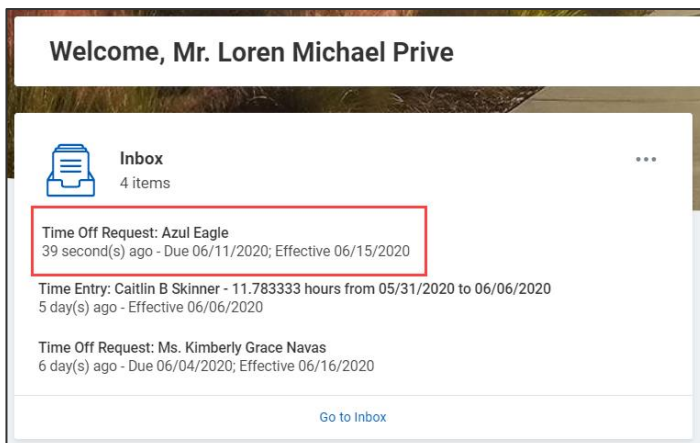 Welcome, Mr. Loren Michael Prive
Inbox
4 items
Time Off Request: Azul Eagle
39 second(s) ago - Due 06/11/2020; Effective 06/15/2020
Time Entry: Caitlin B Skinner - 11.783333 hours from 05/31/2020 to 06/06/2020
5 day(s) ago - Effective 06/06/2020
Time Off Request: Ms. Kimberly Grace Navas
6 day(s) ago - Due 06/04/2020; Effective 06/16/2020
Go to Inbox